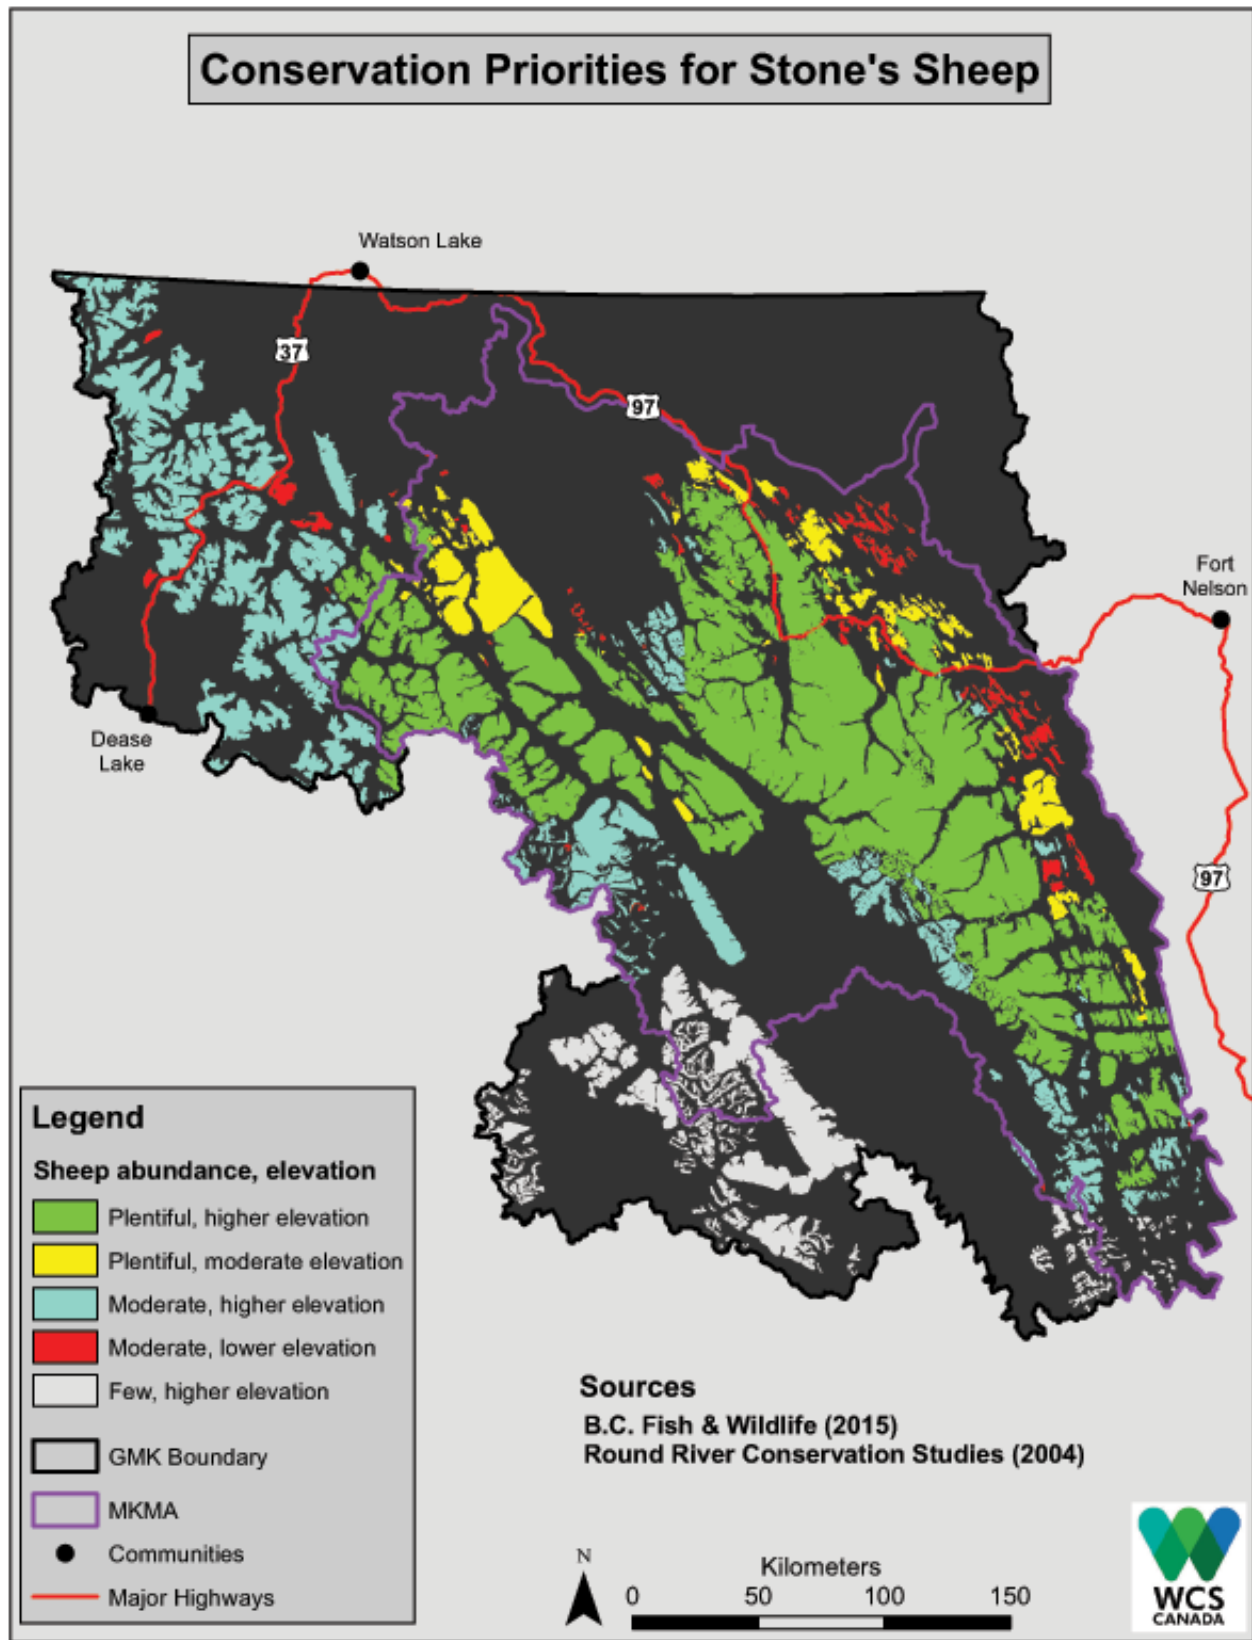 Conservation Priorities for Stone's Sheep
Watson Lake
37
97
Fort
Nelson
Dease
Lake
97
Legend
Sheep abundance, elevation
Plentiful, higher elevation
Plentiful, moderate elevation
Moderate, higher elevation
Moderate, lower elevation
Few, higher elevation
GMK Boundary
MKMA
Communities
Major Highways
Sources
B.C. Fish & Wildlife (2015)
Round River Conservation Studies (2004)
N
Kilometers
0 50 100 150
WCS
CANADA